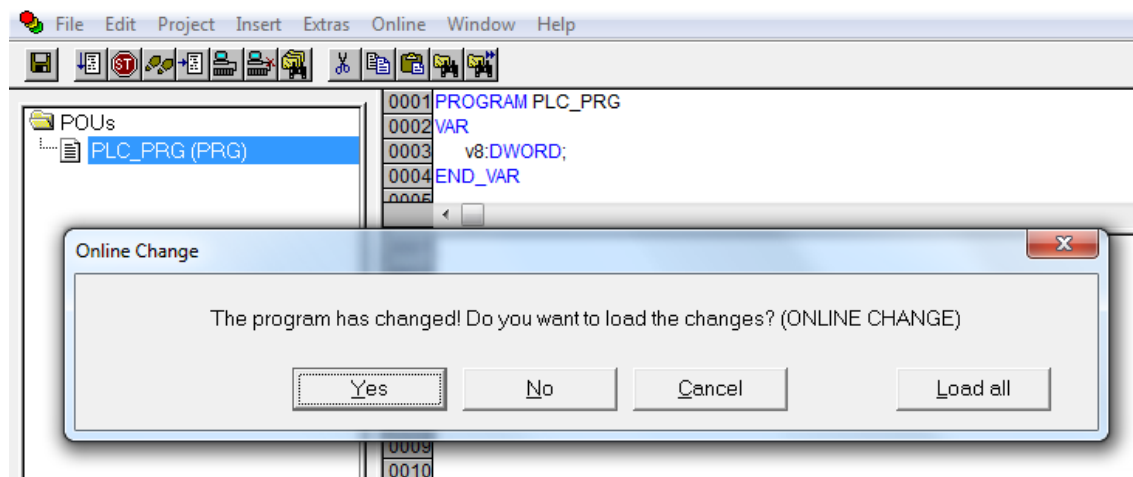 File Edit Project Insert Extras Online Window Help
ST
POUs
PLC_PRG (PRG)
0001 PROGRAM PLC_PRG
0002 VAR
0003 v8:DWORD;
0004 END_VAR
0005
Online Change
The program has changed! Do you want to load the changes? (ONLINE CHANGE)
Yes No Cancel Load all
0009
0010